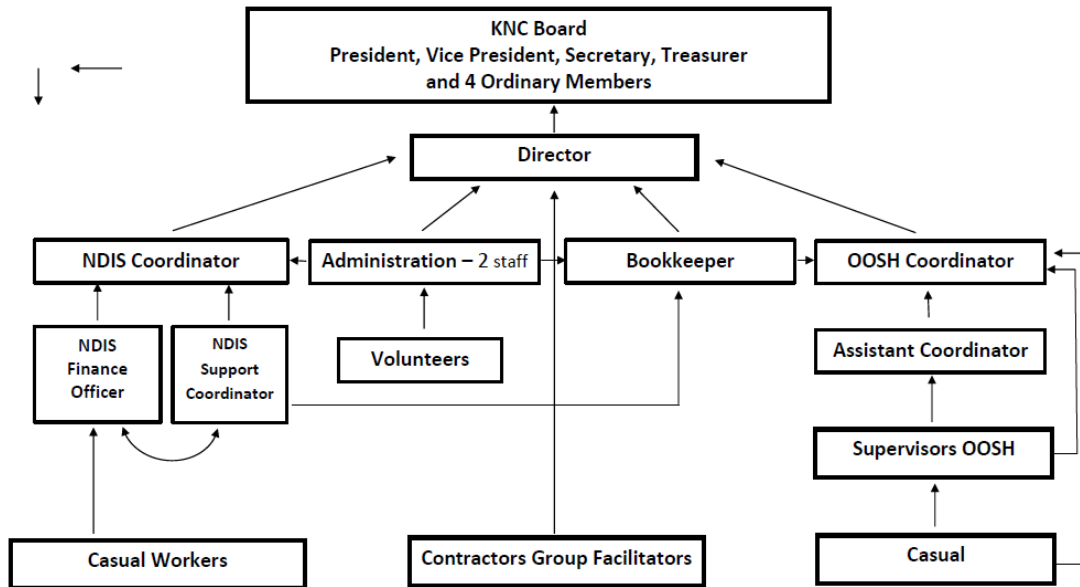 KNC Board
President, Vice President, Secretary, Treasurer
and 4 Ordinary Members
Director
NDIS Coordinator
Administration – 2 staff
Bookkeeper
OOSH Coordinator
NDIS
Finance
Officer
NDIS
Support
Coordinator
Volunteers
Assistant Coordinator
Supervisors OOSH
Casual Workers
Contractors Group Facilitators
Casual